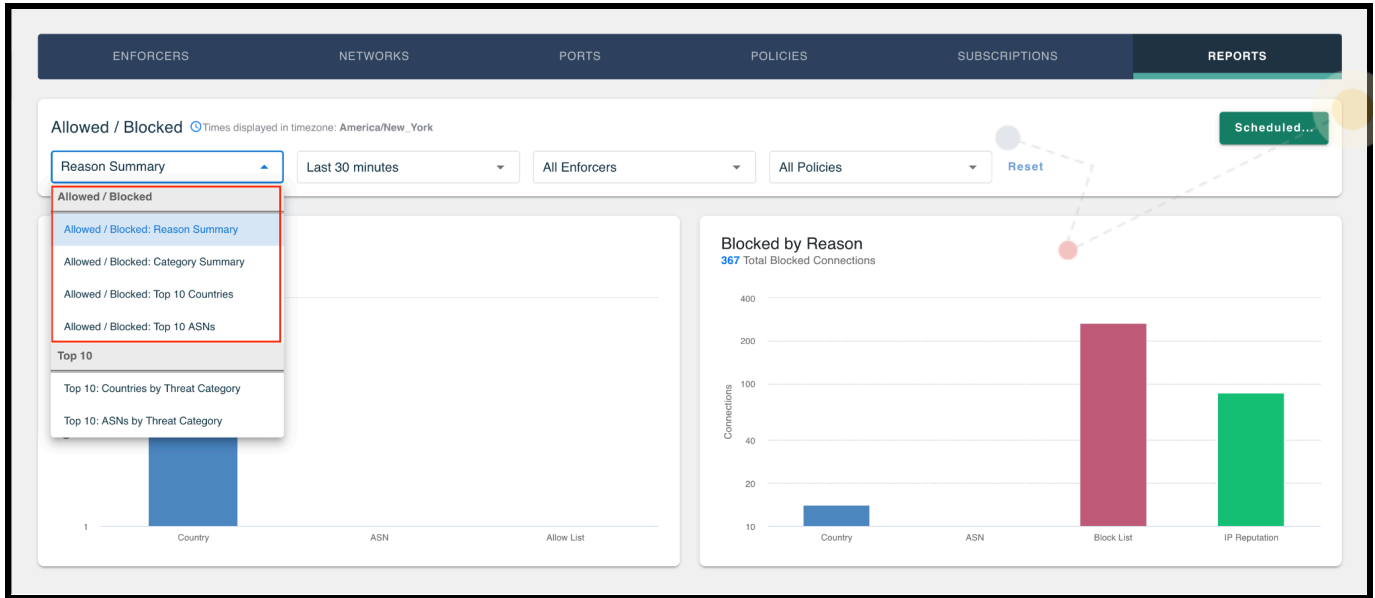 ENFORCERS NETWORKS PORTS POLICIES SUBSCRIPTIONS REPORTS
Allowed / Blocked Times displayed in timezone: America/New_York Scheduled...
Reason Summary Last 30 minutes All Enforcers All Policies Reset
Allowed / Blocked
Allowed / Blocked: Reason Summary
Allowed / Blocked: Category Summary
Allowed / Blocked: Top 10 Countries
Allowed / Blocked: Top 10 ASNs
Top 10
Top 10: Countries by Threat Category
Top 10: ASNs by Threat Category
1
Country ASN Allow List
Blocked by Reason
367 Total Blocked Connections
400
200
100
40
20
10
Connections
Country ASN Block List IP Reputation